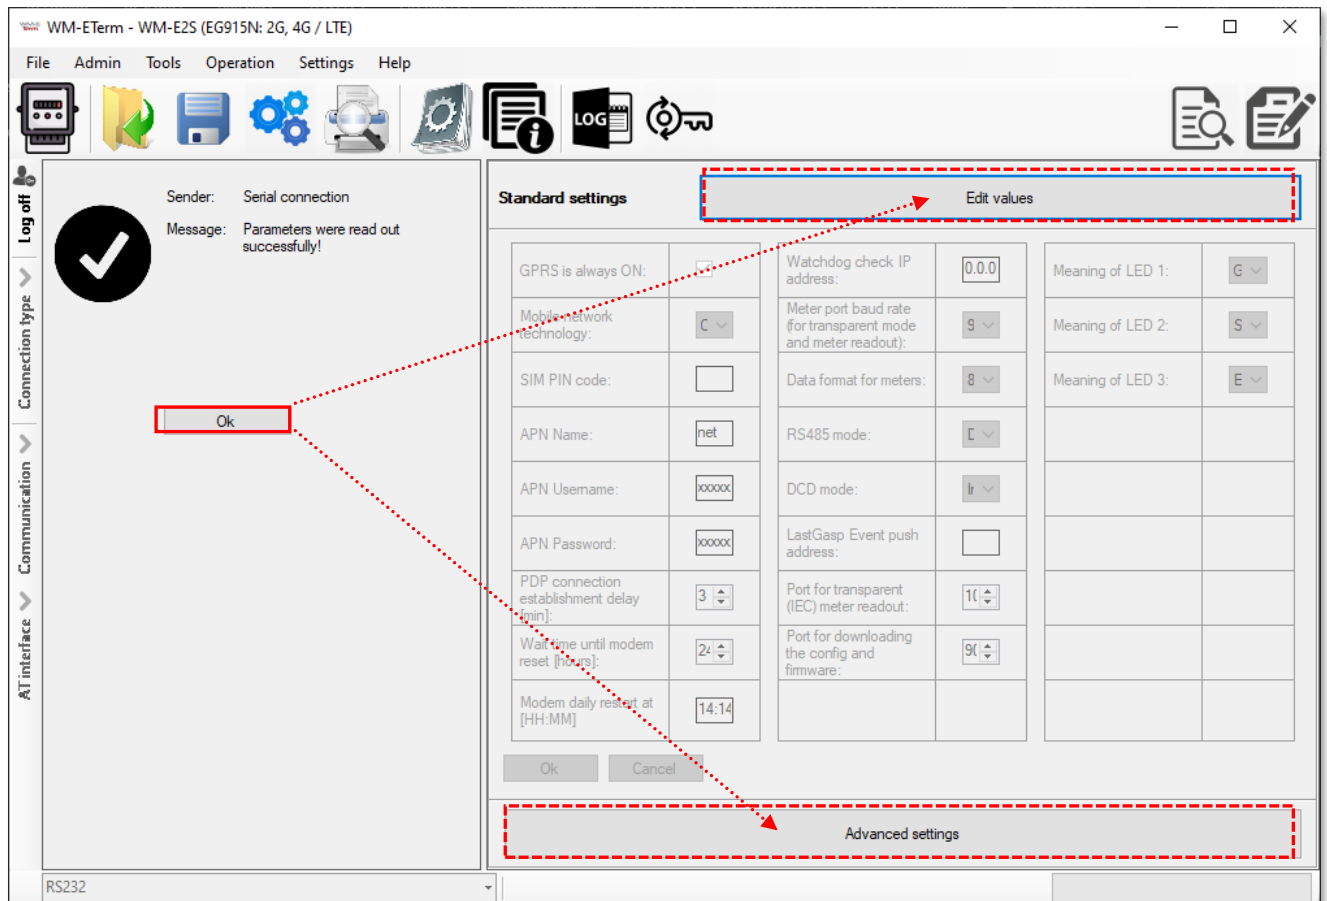 WM-ETerm - WM-E2S (EG915N: 2G, 4G / LTE)
File Admin Tools Operation Settings Help
LOG
Log off
Connection type
Communication
AT interface
Sender: Serial connection
Message: Parameters were read out
successfully!
Ok
Standard settings
Edit values
GPRS is always ON:
Mobile network
technology:
C
SIM PIN code:
APN Name:
net
APN Username:
xxxxx
APN Password:
xxxxx
PDP connection
establishment delay
[min]:
3
Wait time until modem
reset [hours]:
24
Modem daily restart at
[HH:MM]
14:14
Watchdog check IP
address:
0.0.0
Meter port baud rate
(for transparent mode
and meter readout):
9
Data format for meters:
8
RS485 mode:
DCD mode:
Ir
LastGasp Event push
address:
Port for transparent
(IEC) meter readout:
Port for downloading
the config and
firmware:
Meaning of LED 1:
G
Meaning of LED 2:
S
Meaning of LED 3:
E
Ok
Cancel
Advanced settings
RS232